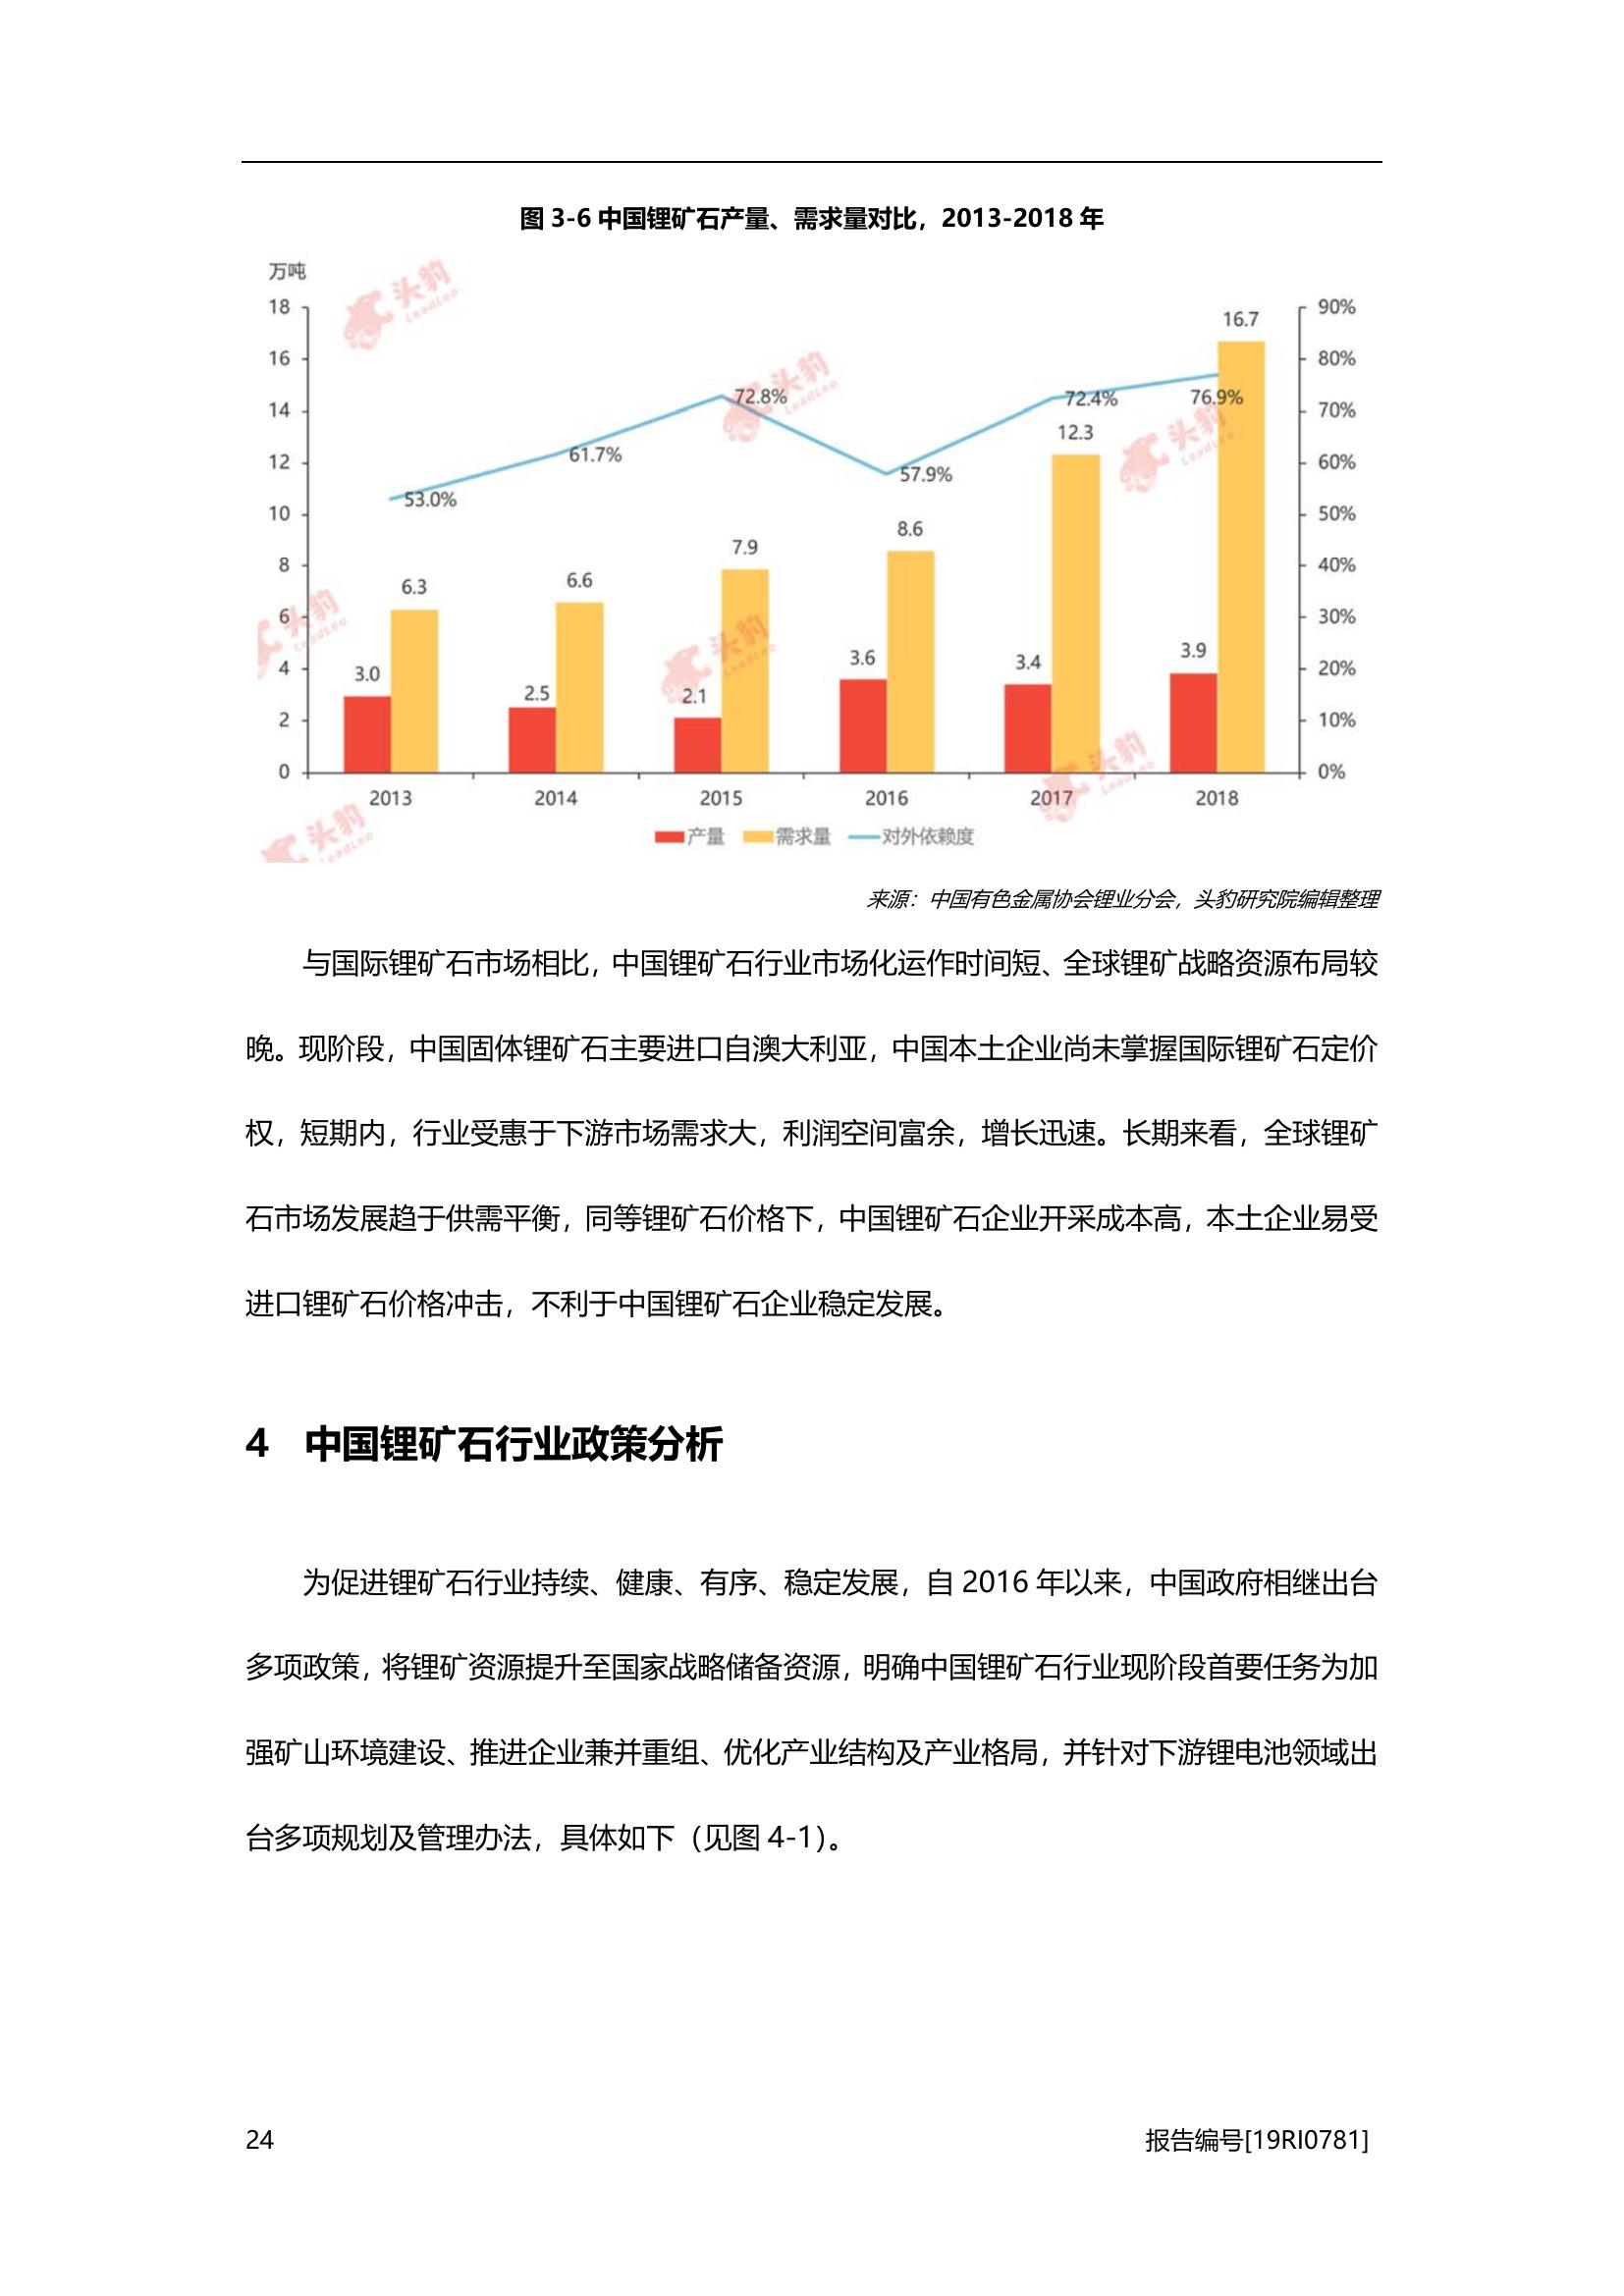 图 3-6 中国锂矿石产量、需求量对比，2013-2018 年
万吨
18
16
14
12
10
8
6
4
2
0
90%
80%
70%
60%
50%
40%
30%
20%
10%
0%
53.0%
61.7%
72.8%
57.9%
72.4%
76.9%
3.0
6.3
2.5
6.6
2.1
7.9
3.6
8.6
3.4
12.3
3.9
16.7
2013 2014 2015 2016 2017 2018
产量 需求量 对外依赖度
头豹
LeadLeo
头豹
LeadLeo
头豹
LeadLeo
头豹
LeadLeo
头豹
LeadLeo
头豹
LeadLeo
头豹
LeadLeo
来源：中国有色金属协会锂业分会，头豹研究院编辑整理
与国际锂矿石市场相比，中国锂矿石行业市场化运作时间短、全球锂矿战略资源布局较
晚。现阶段，中国固体锂矿石主要进口自澳大利亚，中国本土企业尚未掌握国际锂矿石定价
权，短期内，行业受惠于下游市场需求大，利润空间富余，增长迅速。长期来看，全球锂矿
石市场发展趋于供需平衡，同等锂矿石价格下，中国锂矿石企业开采成本高，本土企业易受
进口锂矿石价格冲击，不利于中国锂矿石企业稳定发展。
4 中国锂矿石行业政策分析
为促进锂矿石行业持续、健康、有序、稳定发展，自 2016 年以来，中国政府相继出台
多项政策，将锂矿资源提升至国家战略储备资源，明确中国锂矿石行业现阶段首要任务为加
强矿山环境建设、推进企业兼并重组、优化产业结构及产业格局，并针对下游锂电池领域出
台多项规划及管理办法，具体如下（见图 4-1）。
24
报告编号[19RI0781]